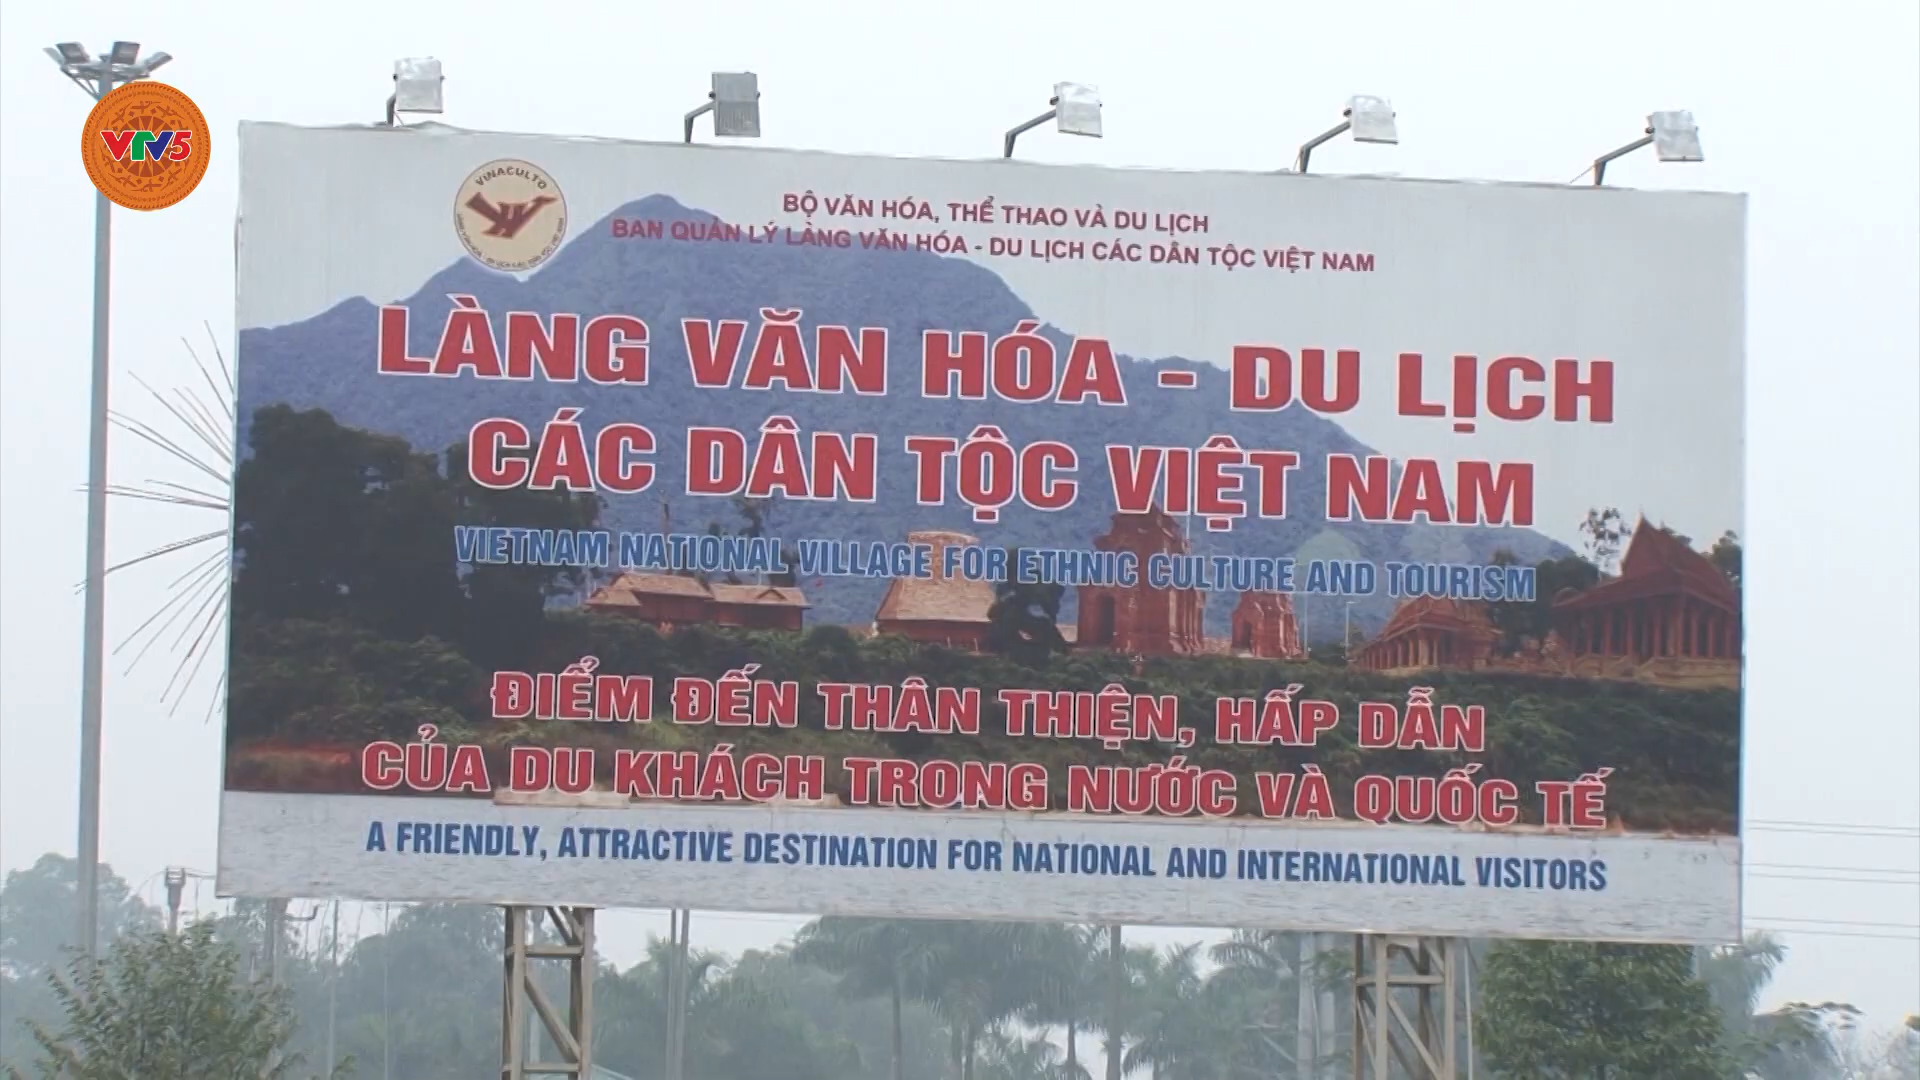 VTV5
VINACULTO
BỘ VĂN HÓA, THỂ THAO VÀ DU LỊCH
BAN QUẢN LÝ LÀNG VĂN HÓA - DU LỊCH CÁC DÂN TỘC VIỆT NAM
LÀNG VĂN HÓA - DU LỊCH
CÁC DÂN TỘC VIỆT NAM
VIETNAM NATIONAL VILLAGE FOR ETHNIC CULTURE AND TOURISM
ĐIỂM ĐẾN THÂN THIỆN, HẤP DẪN
CỦA DU KHÁCH TRONG NƯỚC VÀ QUỐC TẾ
A FRIENDLY, ATTRACTIVE DESTINATION FOR NATIONAL AND INTERNATIONAL VISITORS